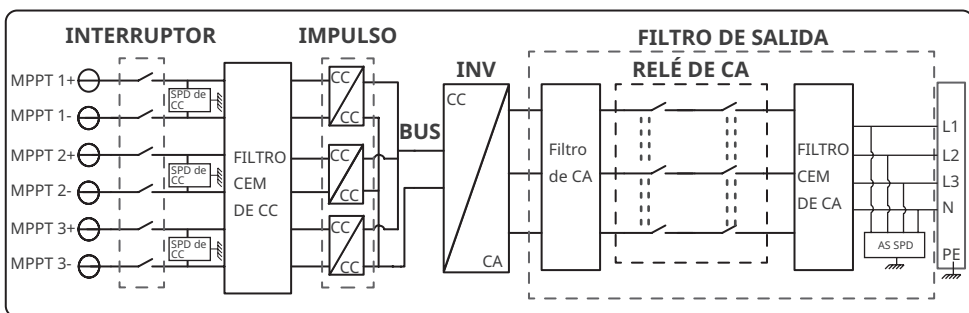 INTERRUPTOR
IMPULSO
FILTRO DE SALIDA
INV
RELÉ DE CA
MPPT 1+
MPPT 1-
MPPT 2+
MPPT 2-
MPPT 3+
MPPT 3-
SPD de
CC
SPD de
CC
SPD de
CC
FILTRO
CEM
DE CC
CC
CC
CC
CC
CC
CC
BUS
CC
CA
Filtro
de CA
FILTRO
CEM
DE CA
AS SPD
L1
L2
L3
N
PE